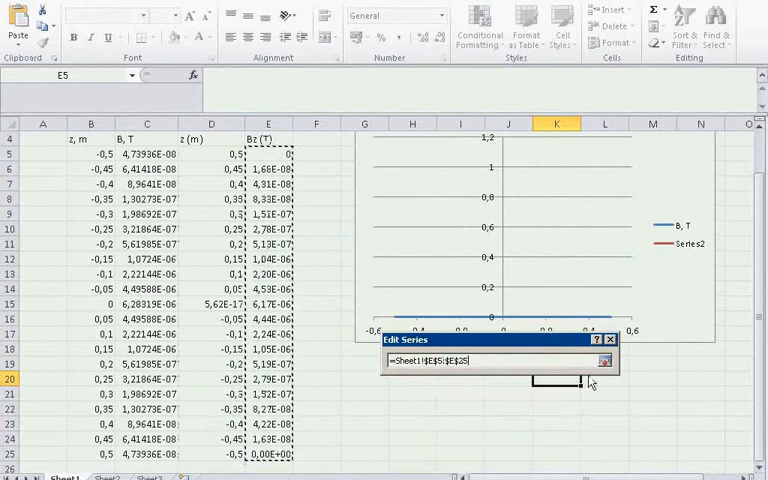 Paste
B I U
A A
General
% ,
Conditional Formatting
Format as Table
Cell Styles
Insert
Delete
Format
Σ
Sort & Filter
Find & Select
Clipboard
Font
Alignment
Number
Styles
Cells
Editing
E5
fx
A B C D E F G H I J K L M N O
4 z, m B, T z (m) Bz (T)
5 -0,5 4,73936E-08 0,5 0
6 -0,45 6,41418E-08 0,45 1,68E-08
7 -0,4 8,9641E-08 0,4 4,31E-08
8 -0,35 1,30273E-07 0,35 8,33E-08
9 -0,3 1,98692E-07 0,3 1,51E-07
10 -0,25 3,21864E-07 0,25 2,78E-07
11 -0,2 5,61985E-07 0,2 5,13E-07
12 -0,15 1,0724E-06 0,15 1,04E-06
13 -0,1 2,22144E-06 0,1 2,20E-06
14 -0,05 4,49588E-06 0,05 4,53E-06
15 0 6,28319E-06 5,62E-17 6,17E-06
16 0,05 4,49588E-06 -0,05 4,44E-06
17 0,1 2,22144E-06 -0,1 2,24E-06
18 0,15 1,0724E-06 -0,15 1,05E-06
19 0,2 5,61985E-07 -0,2 5,19E-07
20 0,25 3,21864E-07 -0,25 2,79E-07
21 0,3 1,98692E-07 -0,3 1,52E-07
22 0,35 1,30273E-07 -0,35 8,27E-08
23 0,4 8,9641E-08 -0,4 4,22E-08
24 0,45 6,41418E-08 -0,45 1,63E-08
25 0,5 4,73936E-08 -0,5 0,00E+00
26
1,2
1
0,8
0,6
0,4
0,2
0
-0,6 0,4 0,6
B, T
Series2
Edit Series
=Sheet1!$E$5:$E$25
Sheet1 Sheet2 Sheet3